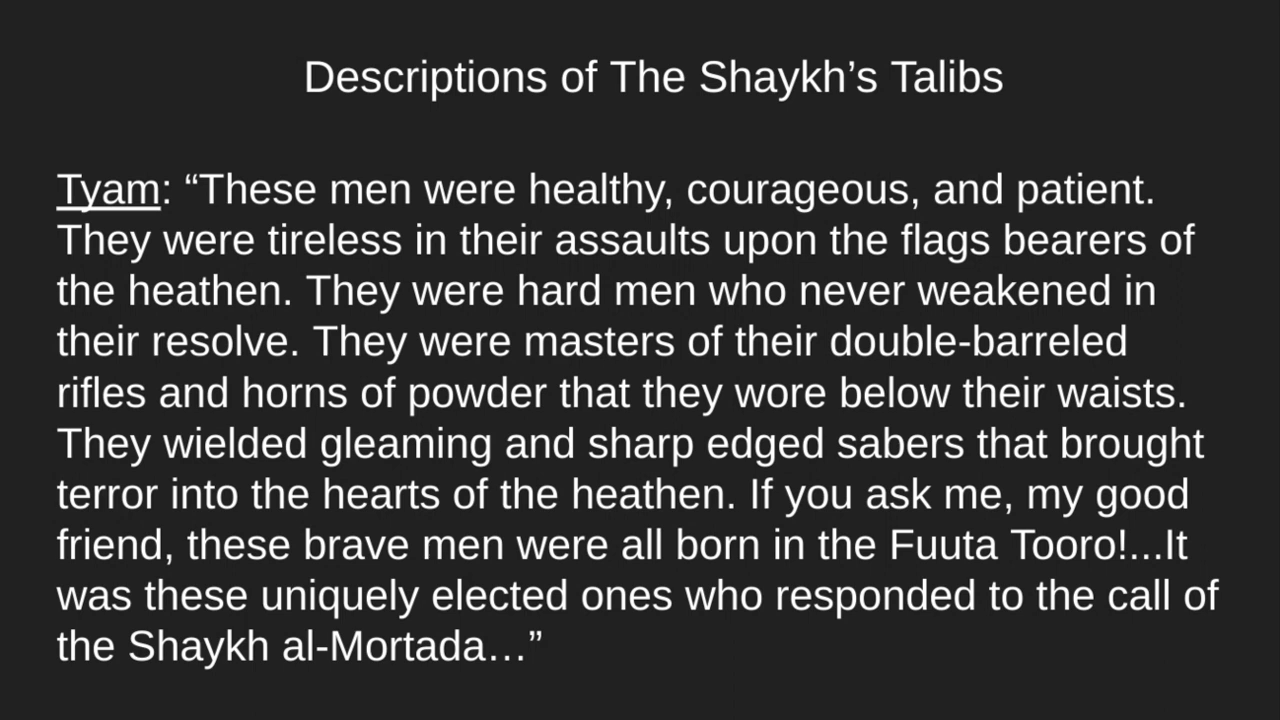 Descriptions of The Shaykh’s Talibs
Tyam: “These men were healthy, courageous, and patient.
They were tireless in their assaults upon the flags bearers of
the heathen. They were hard men who never weakened in
their resolve. They were masters of their double-barreled
rifles and horns of powder that they wore below their waists.
They wielded gleaming and sharp edged sabers that brought
terror into the hearts of the heathen. If you ask me, my good
friend, these brave men were all born in the Fuuta Tooro!...It
was these uniquely elected ones who responded to the call of
the Shaykh al-Mortada…”